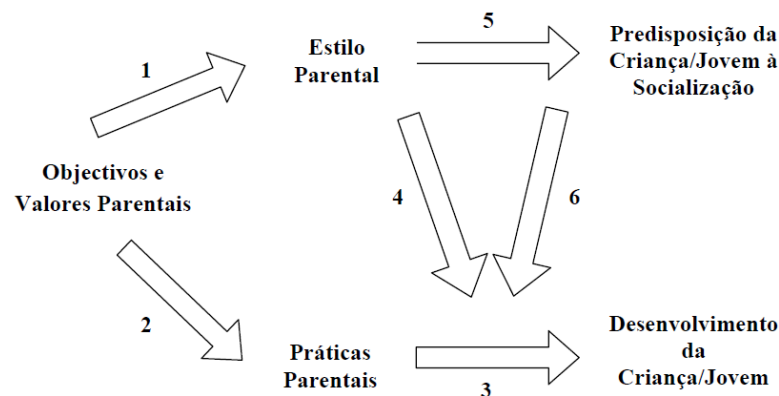 5
Estilo
Parental
Predisposição da
Criança/Jovem à
Socialização
1
Objectivos e
Valores Parentais
4
6
2
Práticas
Parentais
3
Desenvolvimento
da
Criança/Jovem